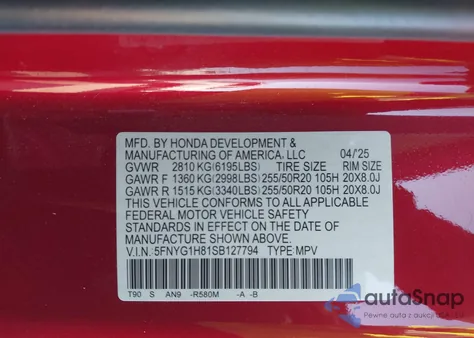 MFD. BY HONDA DEVELOPMENT &
MANUFACTURING OF AMERICA, LLC 04/'25
GVWR 2810 KG(6195LBS) TIRE SIZE RIM SIZE
GAWR F 1360 KG(2998LBS) 255/50R20 105H 20X8.0J
GAWR R 1515 KG(3340LBS) 255/50R20 105H 20X8.0J
THIS VEHICLE CONFORMS TO ALL APPLICABLE
FEDERAL MOTOR VEHICLE SAFETY
STANDARDS IN EFFECT ON THE DATE OF
MANUFACTURE SHOWN ABOVE.
V.I.N. :5FNYG1H81SB127794 TYPE MPV
T90 S AN9 -R580M -A -B
autaSnap
Pewne auta z